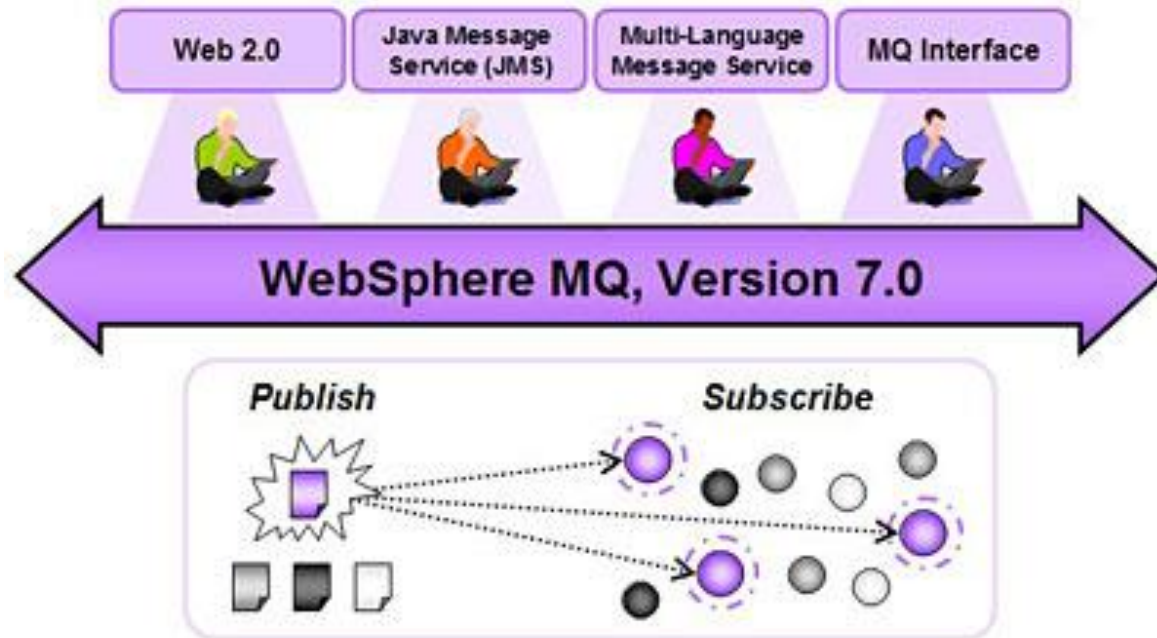 Web 2.0
Java Message
Service (JMS)
Multi-Language
Message Service
MQ Interface
WebSphere MQ, Version 7.0
Publish
Subscribe